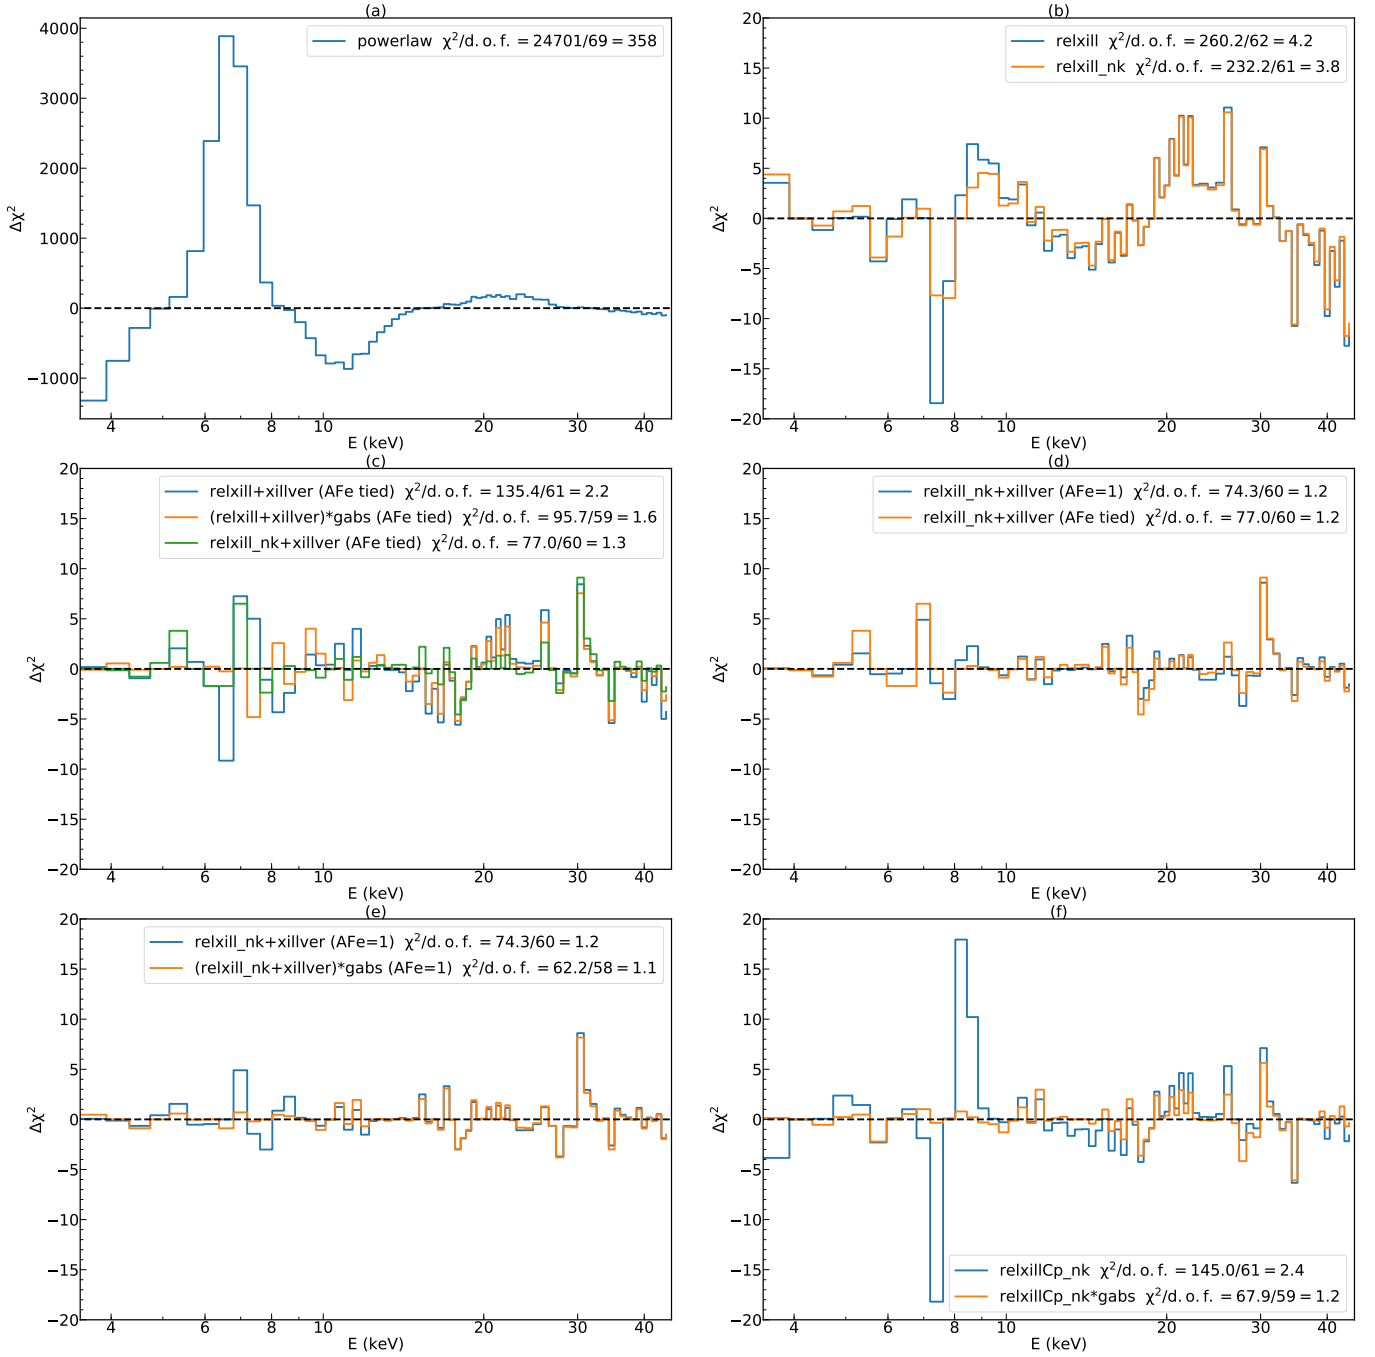 (a)
powerlaw χ²/d.o.f. = 24701/69 = 358
4000
3000
2000
1000
0
−1000
Δχ²
4 6 8 10 20 30 40
E (keV)
(b)
relxill χ²/d.o.f. = 260.2/62 = 4.2
relxill_nk χ²/d.o.f. = 232.2/61 = 3.8
20
15
10
5
0
−5
−10
−15
−20
Δχ²
4 6 8 10 20 30 40
E (keV)
(c)
relxill+xillver (AFe tied) χ²/d.o.f. = 135.4/61 = 2.2
(relxill+xillver)*gabs (AFe tied) χ²/d.o.f. = 95.7/59 = 1.6
relxill_nk+xillver (AFe tied) χ²/d.o.f. = 77.0/60 = 1.3
20
15
10
5
0
−5
−10
−15
−20
Δχ²
4 6 8 10 20 30 40
E (keV)
(d)
relxill_nk+xillver (AFe=1) χ²/d.o.f. = 74.3/60 = 1.2
relxill_nk+xillver (AFe tied) χ²/d.o.f. = 77.0/60 = 1.2
20
15
10
5
0
−5
−10
−15
−20
Δχ²
4 6 8 10 20 30 40
E (keV)
(e)
relxill_nk+xillver (AFe=1) χ²/d.o.f. = 74.3/60 = 1.2
(relxill_nk+xillver)*gabs (AFe=1) χ²/d.o.f. = 62.2/58 = 1.1
20
15
10
5
0
−5
−10
−15
−20
Δχ²
4 6 8 10 20 30 40
E (keV)
(f)
20
15
10
5
0
−5
−10
−15
−20
Δχ²
relxillCp_nk χ²/d.o.f. = 145.0/61 = 2.4
relxillCp_nk*gabs χ²/d.o.f. = 67.9/59 = 1.2
4 6 8 10 20 30 40
E (keV)